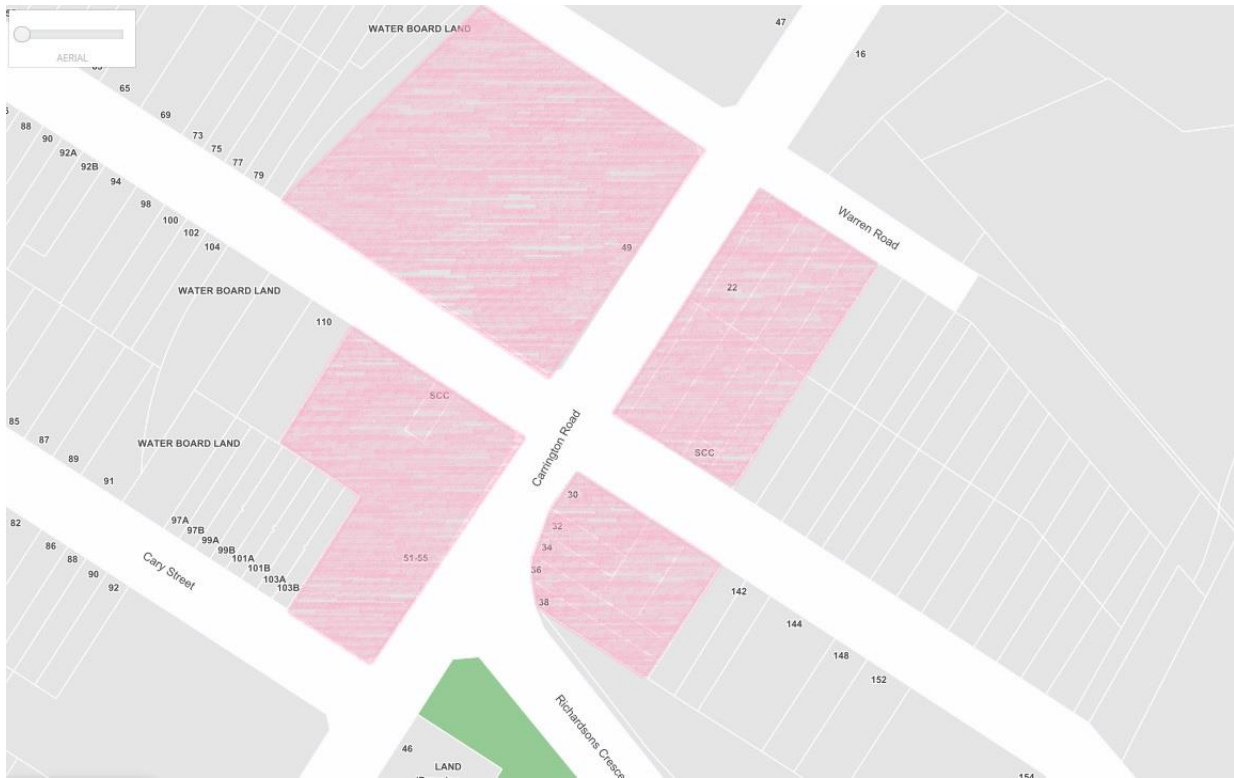 AERIAL
WATER BOARD LAND
47
16
65
69
73
75
77
79
88
90
92A
92B
94
98
100
102
104
WATER BOARD LAND
110
49
22
Warren Road
SCC
SCC
Carrington Road
WATER BOARD LAND
85
87
89
91
97A
97B
99A
99B
101A
101B
103A
103B
51-55
30
32
34
36
38
142
144
148
152
154
82
86
88
90
92
Cary Street
46
LAND
Richardsons Cresce